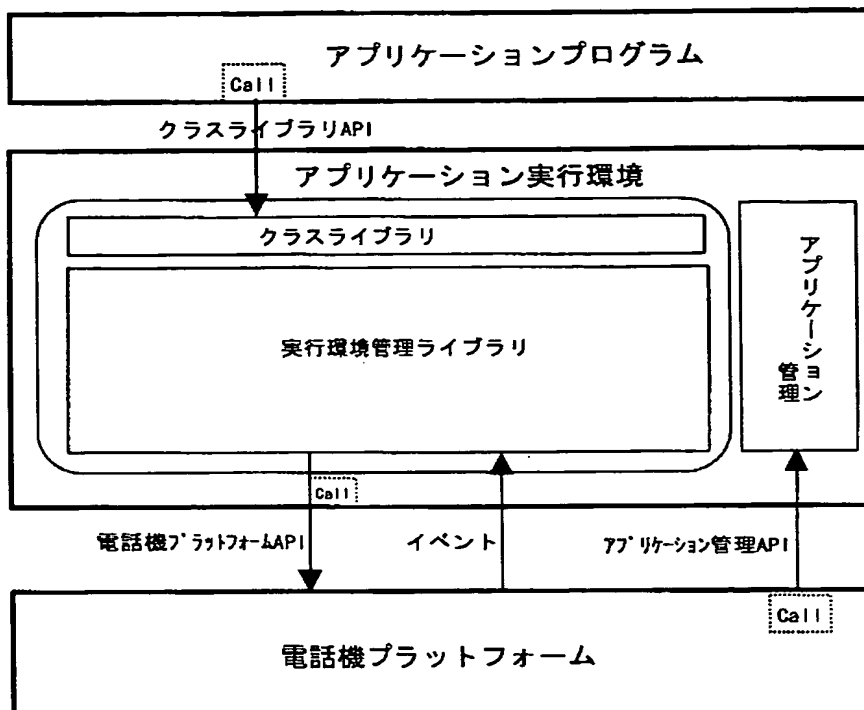 アプリケーションプログラム
Call
クラスライブラリAPI
アプリケーション実行環境
クラスライブラリ
実行環境管理ライブラリ
アプリケーション
管理
Call
電話機プラットフォームAPI
イベント
アプリケーション管理API
Call
電話機プラットフォーム